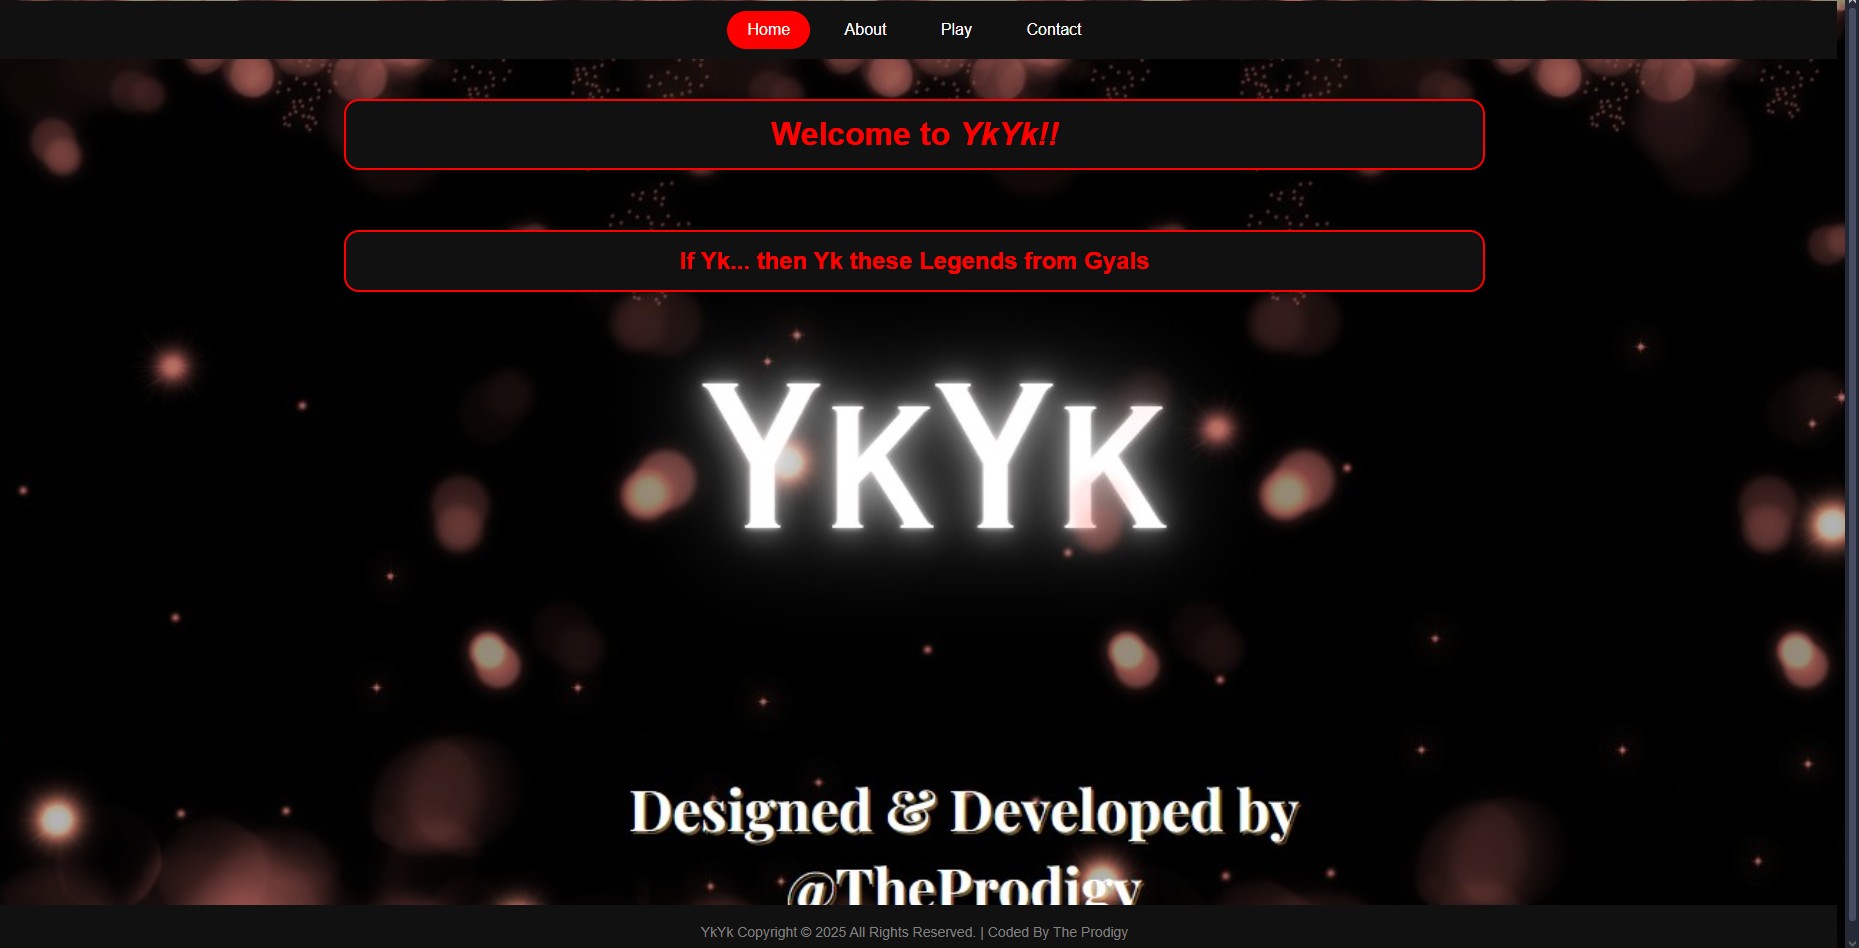 Home About Play Contact
Welcome to YkYk!!
If Yk... then Yk these Legends from Gyals
YKYK
Designed & Developed by
@TheProdigy
YkYk Copyright © 2025 All Rights Reserved. | Coded By The Prodigy